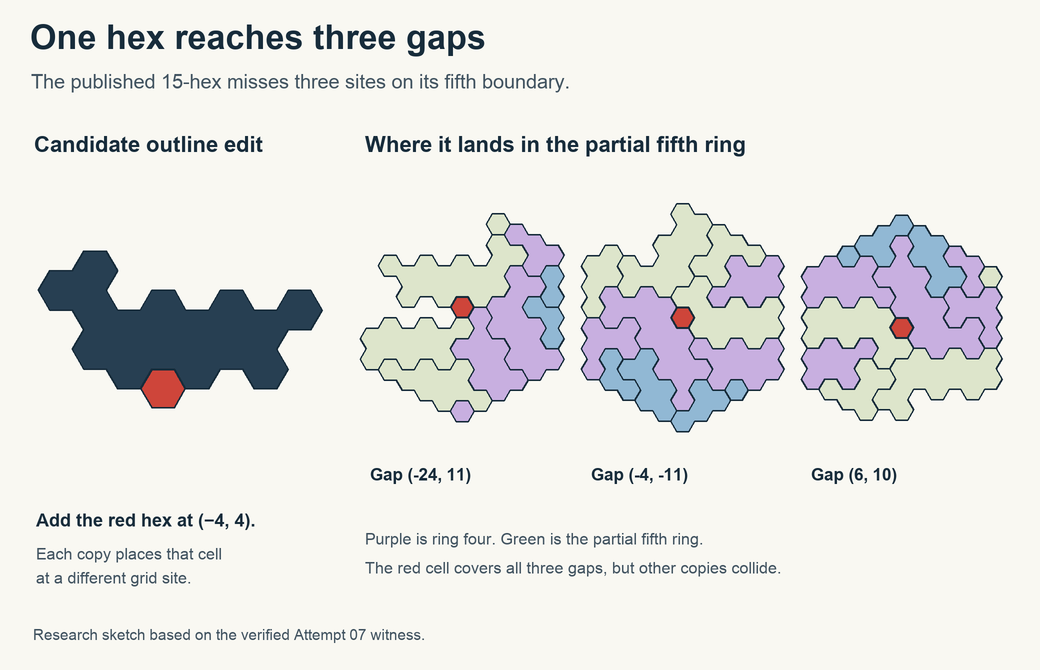 One hex reaches three gaps
The published 15-hex misses three sites on its fifth boundary.
Candidate outline edit
Where it lands in the partial fifth ring
Gap (-24, 11)
Gap (-4, -11)
Gap (6, 10)
Add the red hex at (−4, 4).
Each copy places that cell
at a different grid site.
Purple is ring four. Green is the partial fifth ring.
The red cell covers all three gaps, but other copies collide.
Research sketch based on the verified Attempt 07 witness.